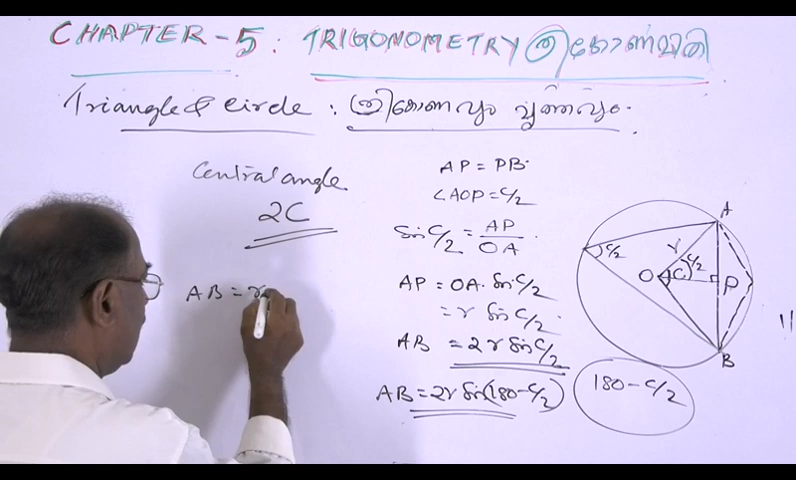 CHAPTER - 5 : TRIGONOMETRY ത്രികോണമിതി
Triangle & Circle : ത്രികോണവും വൃത്തവും.
Central angle
2C
AB = r
AP = PB
∠AOP = C/2
Sin C/2 = AP/OA
AP = OA. Sin C/2
= r Sin C/2
AB = 2r Sin C/2
AB = 2r Sin(180 - C/2)
180 - C/2
A
C/2
r
C/2
O
C
P
B